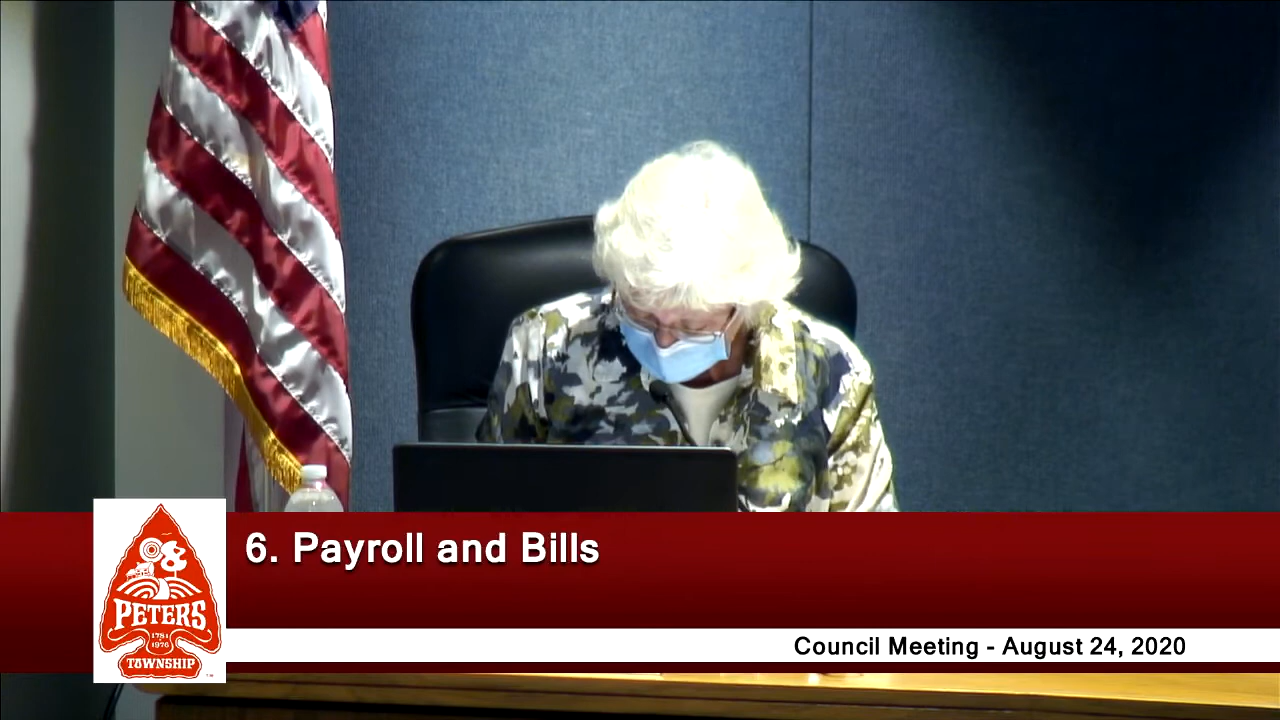 6. Payroll and Bills
PETERS
1781
1976
TOWNSHIP
Council Meeting - August 24, 2020